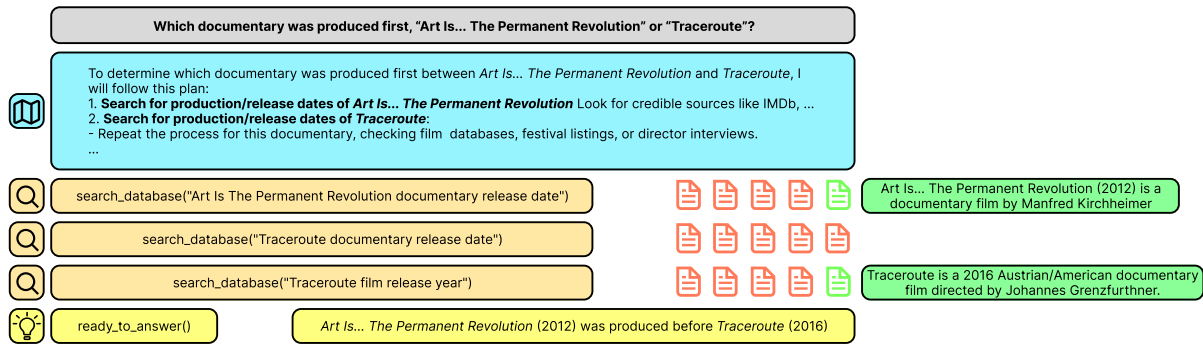 Which documentary was produced first, “Art Is... The Permanent Revolution” or “Traceroute”?
To determine which documentary was produced first between Art Is... The Permanent Revolution and Traceroute, I
will follow this plan:
1. Search for production/release dates of Art Is... The Permanent Revolution Look for credible sources like IMDb, ...
2. Search for production/release dates of Traceroute:
- Repeat the process for this documentary, checking film databases, festival listings, or director interviews.
...
search_database("Art Is The Permanent Revolution documentary release date")
Art Is... The Permanent Revolution (2012) is a
documentary film by Manfred Kirchheimer
search_database("Traceroute documentary release date")
search_database("Traceroute film release year")
Traceroute is a 2016 Austrian/American documentary
film directed by Johannes Grenzfurthner.
ready_to_answer()
Art Is... The Permanent Revolution (2012) was produced before Traceroute (2016)